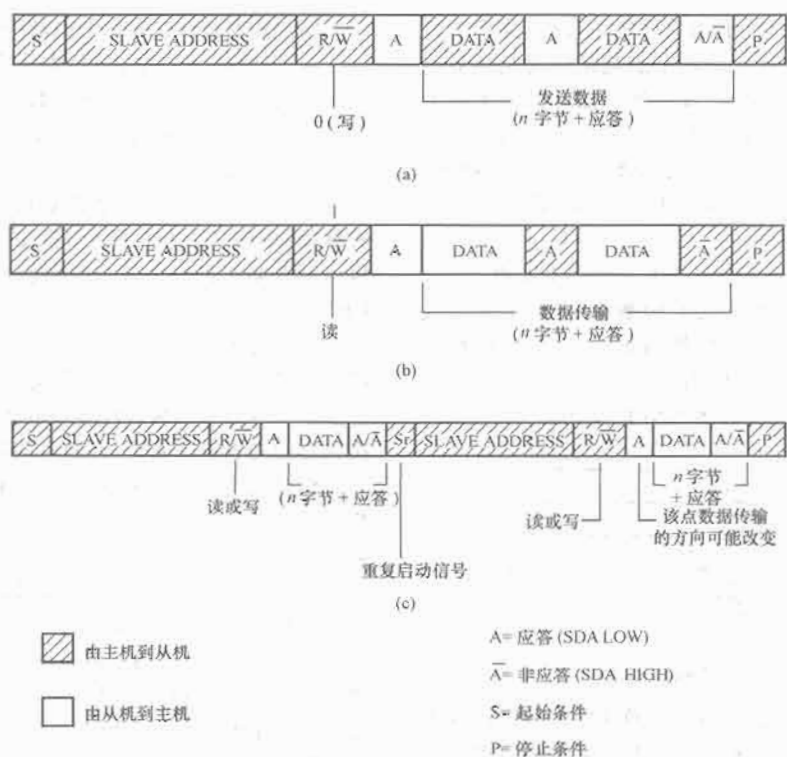 S SLAVE ADDRESS R/W̅ A DATA A DATA A/A̅ P
0(写)
发送数据
(n 字节+应答)
(a)
S SLAVE ADDRESS R/W̅ A DATA A DATA A̅ P
读
数据传输
(n 字节+应答)
(b)
S SLAVE ADDRESS R/W̅ A DATA A/A̅ Sr SLAVE ADDRESS R/W̅ A DATA A/A̅ P
读或写
(n 字节+应答)
重复启动信号
读或写
n 字节
+应答
该点数据传输
的方向可能改变
(c)
由主机到从机
由从机到主机
A=应答(SDA LOW)
A̅=非应答(SDA HIGH)
S=起始条件
P=停止条件